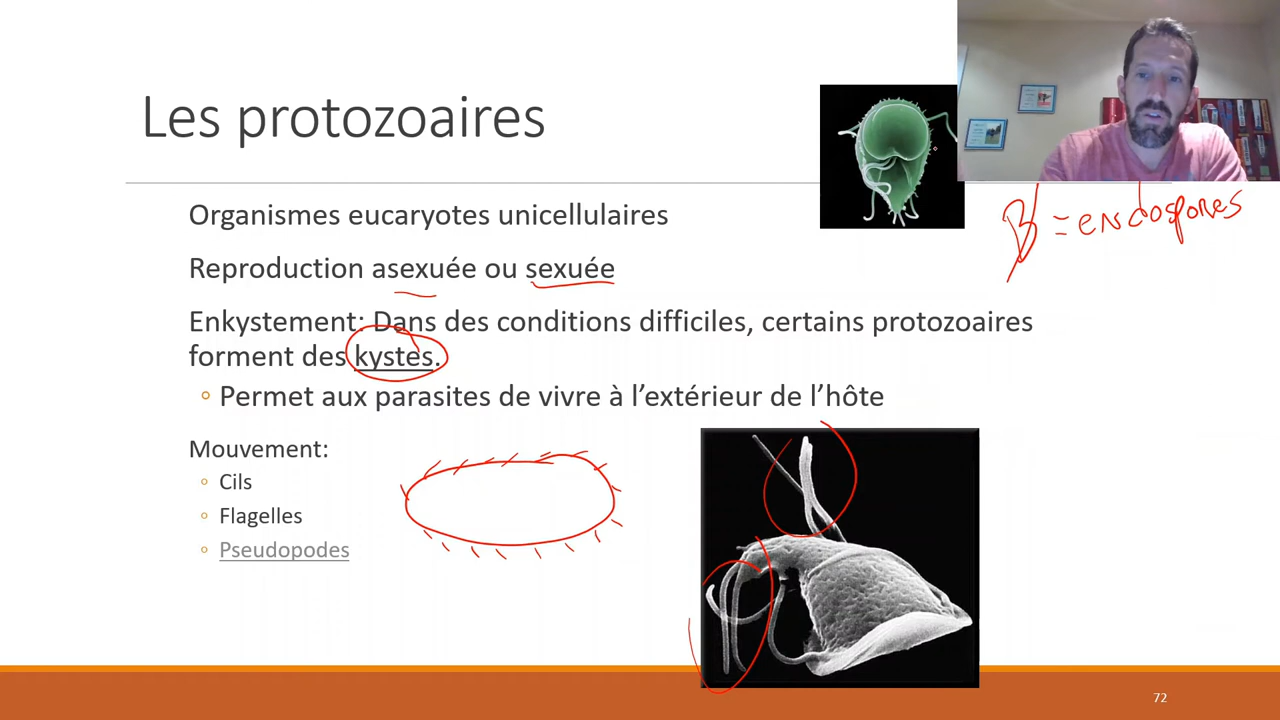 Les protozoaires
Organismes eucaryotes unicellulaires
B = endospores
Reproduction asexuée ou sexuée
Enkystement: Dans des conditions difficiles, certains protozoaires
forment des kystes.
Permet aux parasites de vivre à l’extérieur de l’hôte
Mouvement:
Cils
Flagelles
Pseudopodes
72